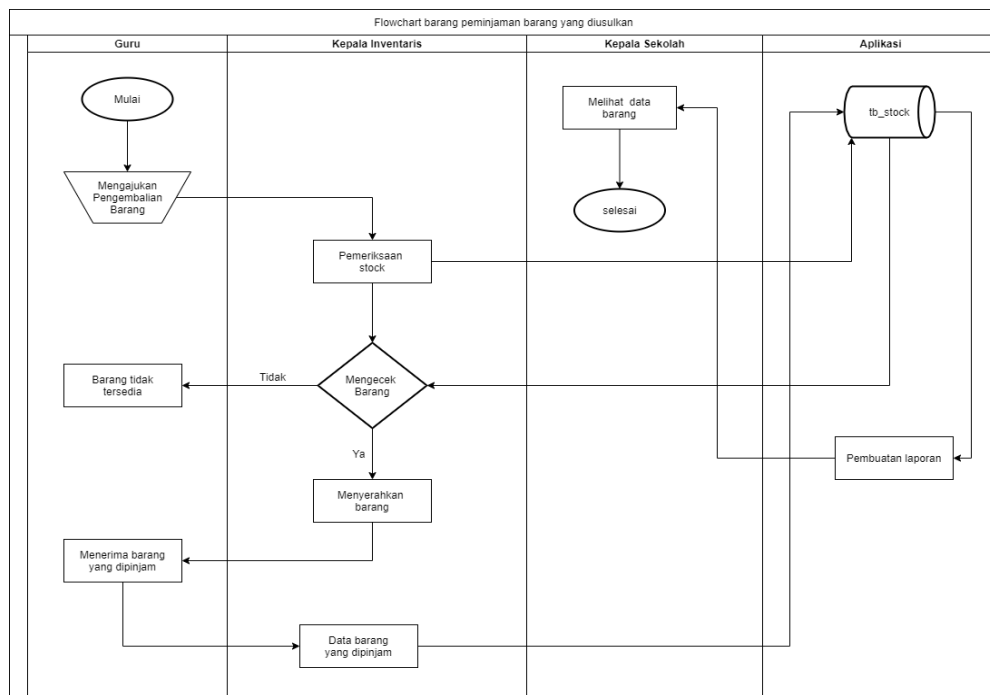 Flowchart barang peminjaman barang yang diusulkan
Guru
Kepala Inventaris
Kepala Sekolah
Aplikasi
Mulai
Melihat data
barang
tb_stock
Mengajukan
Pengembalian
Barang
selesai
Pemeriksaan
stock
Barang tidak
tersedia
Tidak
Mengecek
Barang
Ya
Pembuatan laporan
Menyerahkan
barang
Menerima barang
yang dipinjam
Data barang
yang dipinjam